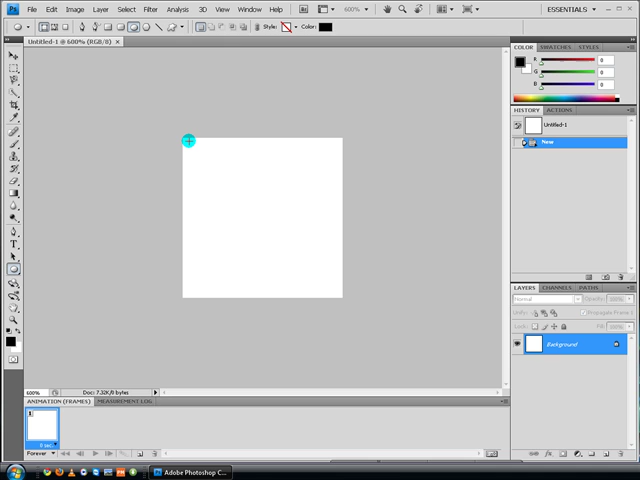 Ps File Edit Image Layer Select Filter Analysis 3D View Window Help 600% ESSENTIALS
Style: Color:
Untitled-1 @ 600% (RGB/8) ×
COLOR SWATCHES STYLES
R 0
G 0
B 0
HISTORY ACTIONS
Untitled-1
New
LAYERS CHANNELS PATHS
Normal Opacity: 100%
Unify: Propagate Frame 1
Lock: Fill: 100%
Background
600% Doc: 7.32K/0 bytes
ANIMATION (FRAMES) MEASUREMENT LOG
1
0 sec.
Forever
Ps Adobe Photoshop C...